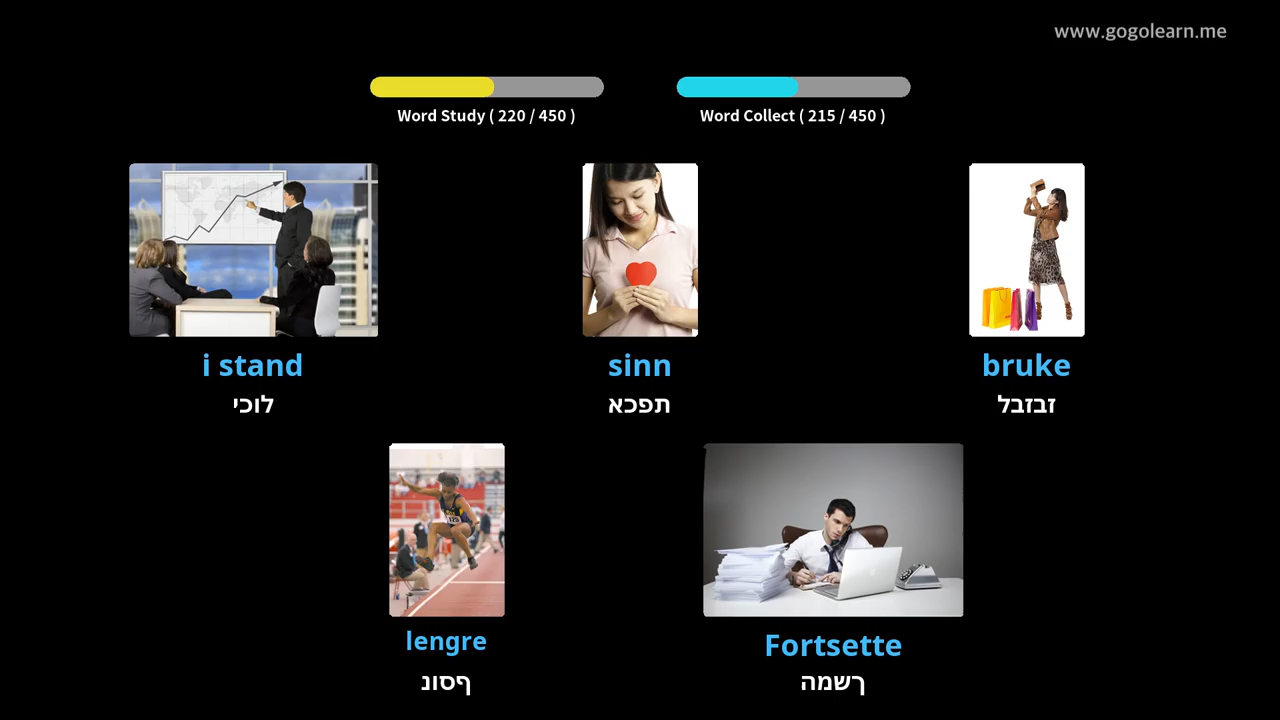 www.gogolearn.me
Word Study ( 220 / 450 )
Word Collect ( 215 / 450 )
i stand
לוכי
sinn
תפכא
bruke
זבזבל
lengre
ףסונ
Fortsette
ךשמה